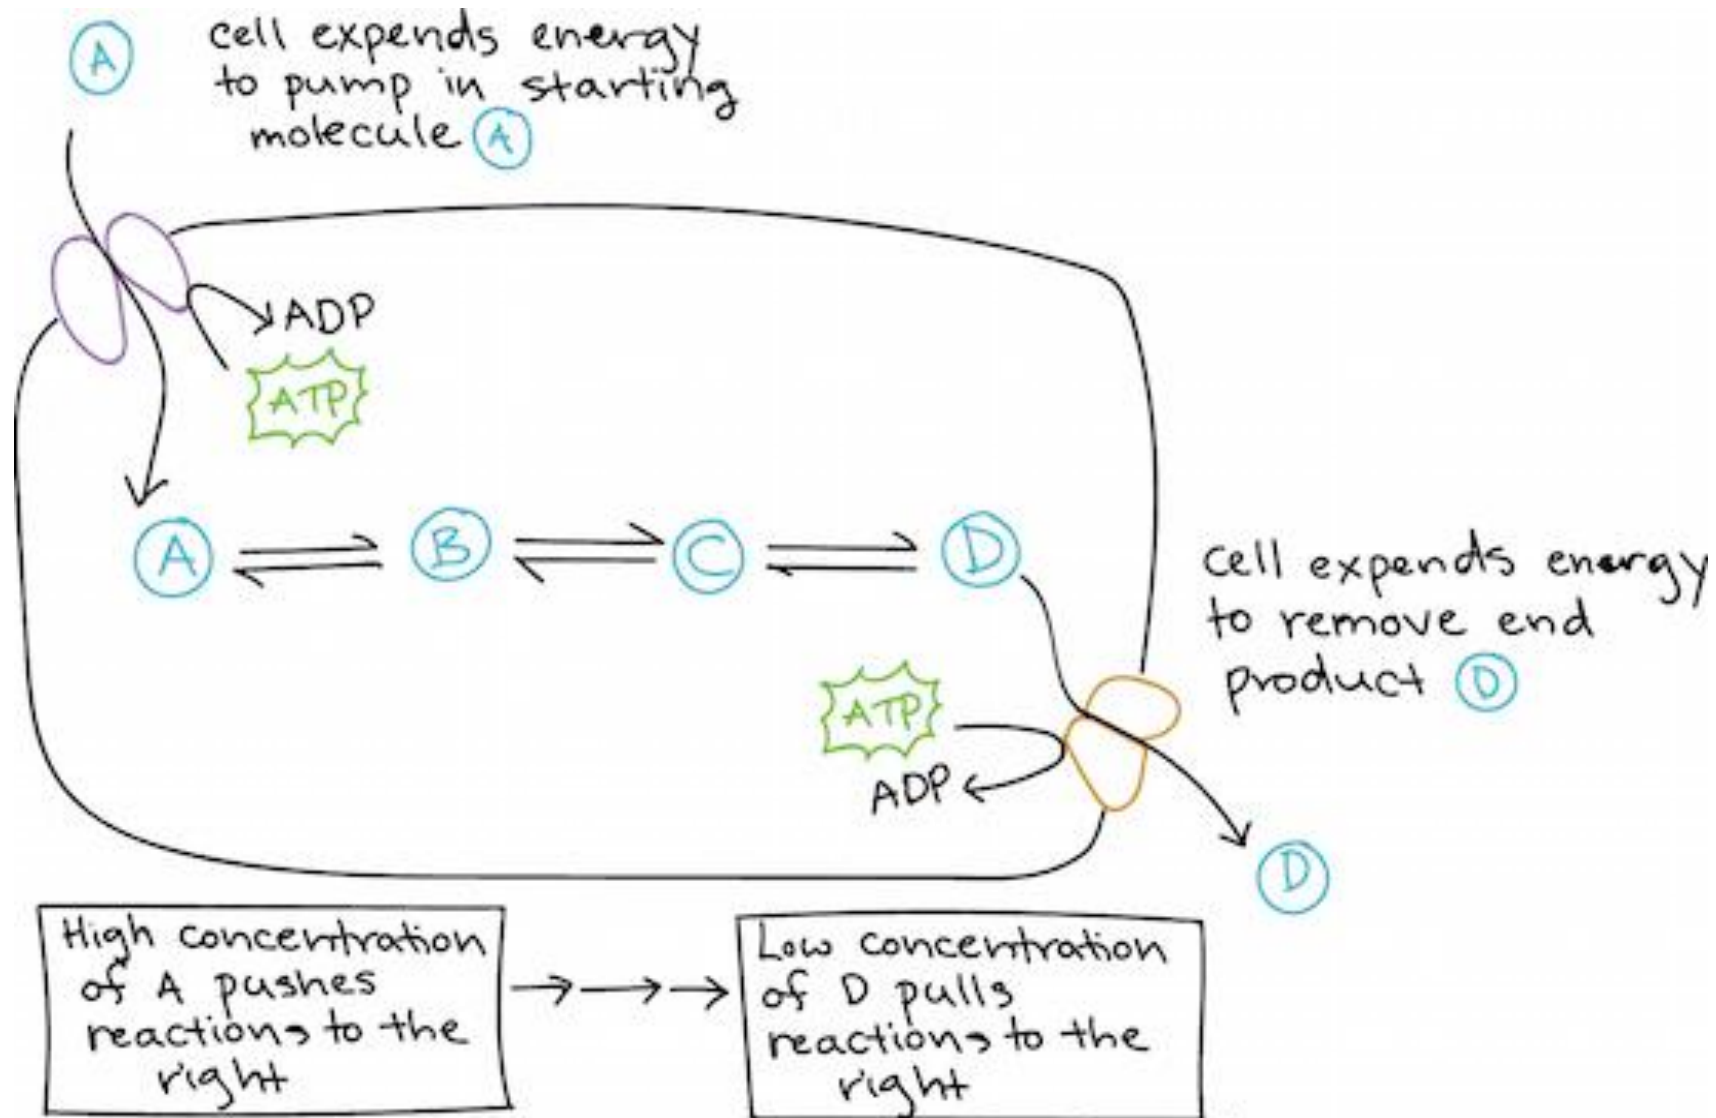 A
cell expends energy
to pump in starting
molecule A
ADP
ATP
A
B
C
D
cell expends energy
to remove end
product D
ATP
ADP
D
High concentration
of A pushes
reactions to the
right
Low concentration
of D pulls
reactions to the
right